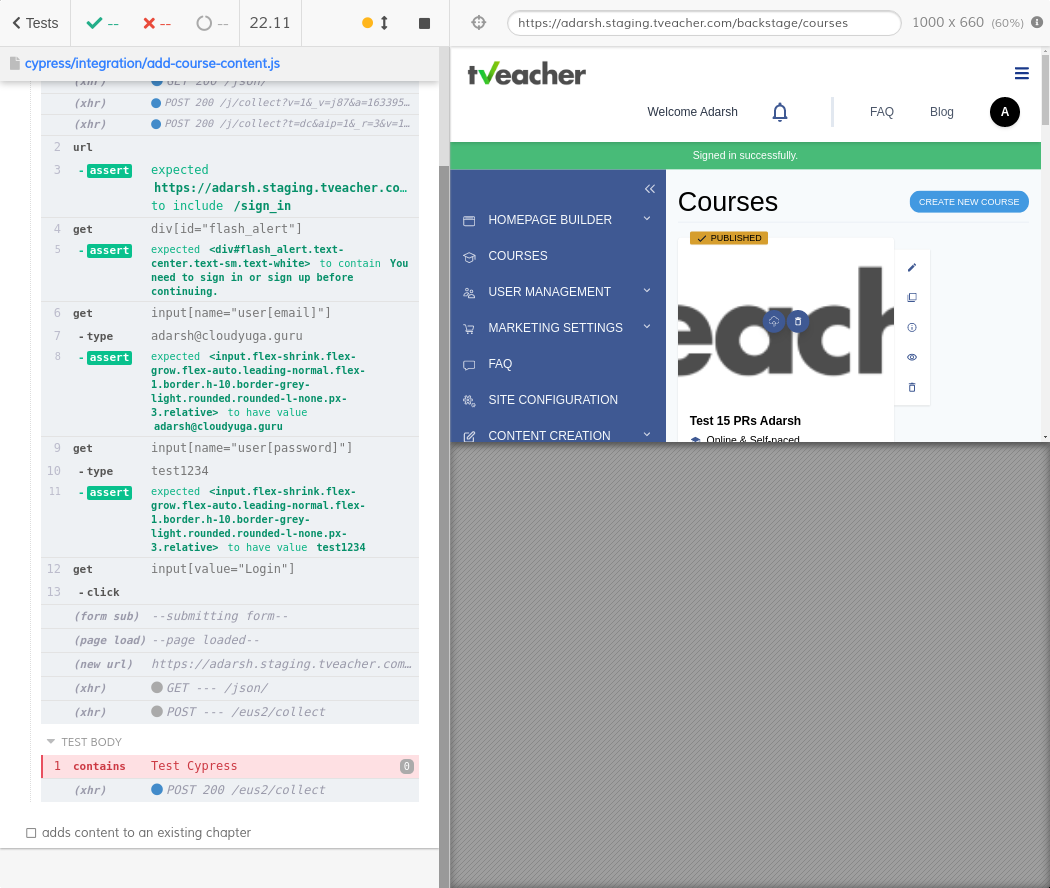 Tests
--
--
--
22.11
https://adarsh.staging.tveacher.com/backstage/courses
1000 x 660 (60%)
cypress/integration/add-course-content.js
(xhr) GET 200 /json/
(xhr) POST 200 /j/collect?v=1&_v=j87&a=163395…
(xhr) POST 200 /j/collect?t=dc&aip=1&_r=3&v=1…
2 url
3 -assert expected
https://adarsh.staging.tveacher.co…
to include /sign_in
4 get div[id="flash_alert"]
5 -assert expected <div#flash_alert.text-
center.text-sm.text-white> to contain You
need to sign in or sign up before
continuing.
6 get input[name="user[email]"]
7 -type adarsh@cloudyuga.guru
8 -assert expected <input.flex-shrink.flex-
grow.flex-auto.leading-normal.flex-
1.border.h-10.border-grey-
light.rounded.rounded-l-none.px-
3.relative> to have value
adarsh@cloudyuga.guru
9 get input[name="user[password]"]
10 -type test1234
11 -assert expected <input.flex-shrink.flex-
grow.flex-auto.leading-normal.flex-
1.border.h-10.border-grey-
light.rounded.rounded-l-none.px-
3.relative> to have value test1234
12 get input[value="Login"]
13 -click
(form sub) --submitting form--
(page load) --page loaded--
(new url) https://adarsh.staging.tveacher.com…
(xhr) GET --- /json/
(xhr) POST --- /eus2/collect
TEST BODY
1 contains Test Cypress 0
(xhr) POST 200 /eus2/collect
adds content to an existing chapter
tveacher
Welcome Adarsh
FAQ
Blog
A
Signed in successfully.
HOMEPAGE BUILDER
COURSES
USER MANAGEMENT
MARKETING SETTINGS
FAQ
SITE CONFIGURATION
CONTENT CREATION
Courses
CREATE NEW COURSE
PUBLISHED
each
Test 15 PRs Adarsh
Online & Self-paced